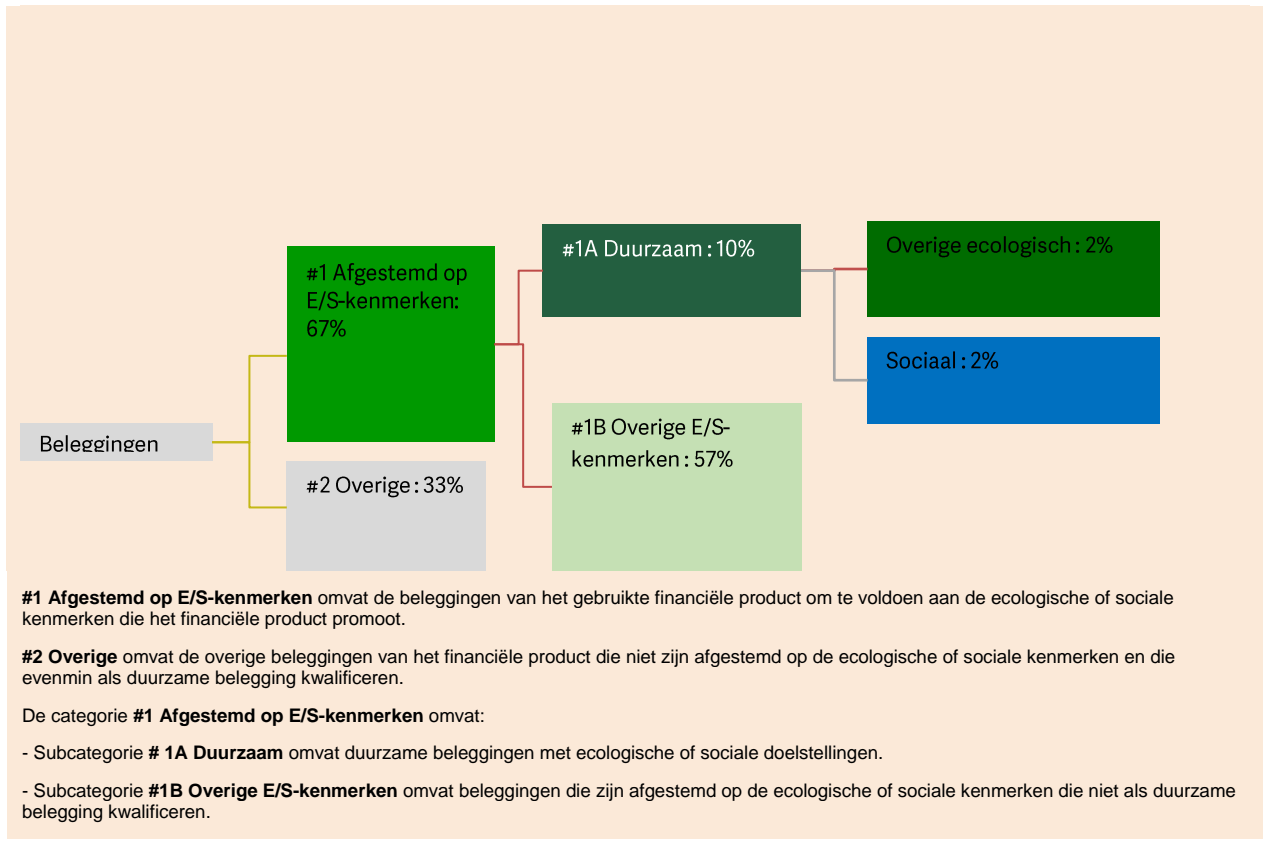 #1A Duurzaam : 10%
Overige ecologisch : 2%
#1 Afgestemd op
E/S-kenmerken:
67%
Sociaal : 2%
#1B Overige E/S-
kenmerken : 57%
Beleggingen
#2 Overige : 33%
#1 Afgestemd op E/S-kenmerken omvat de beleggingen van het gebruikte financiële product om te voldoen aan de ecologische of sociale
kenmerken die het financiële product promoot.
#2 Overige omvat de overige beleggingen van het financiële product die niet zijn afgestemd op de ecologische of sociale kenmerken en die
evenmin als duurzame belegging kwalificeren.
De categorie #1 Afgestemd op E/S-kenmerken omvat:
- Subcategorie # 1A Duurzaam omvat duurzame beleggingen met ecologische of sociale doelstellingen.
- Subcategorie #1B Overige E/S-kenmerken omvat beleggingen die zijn afgestemd op de ecologische of sociale kenmerken die niet als duurzame
belegging kwalificeren.